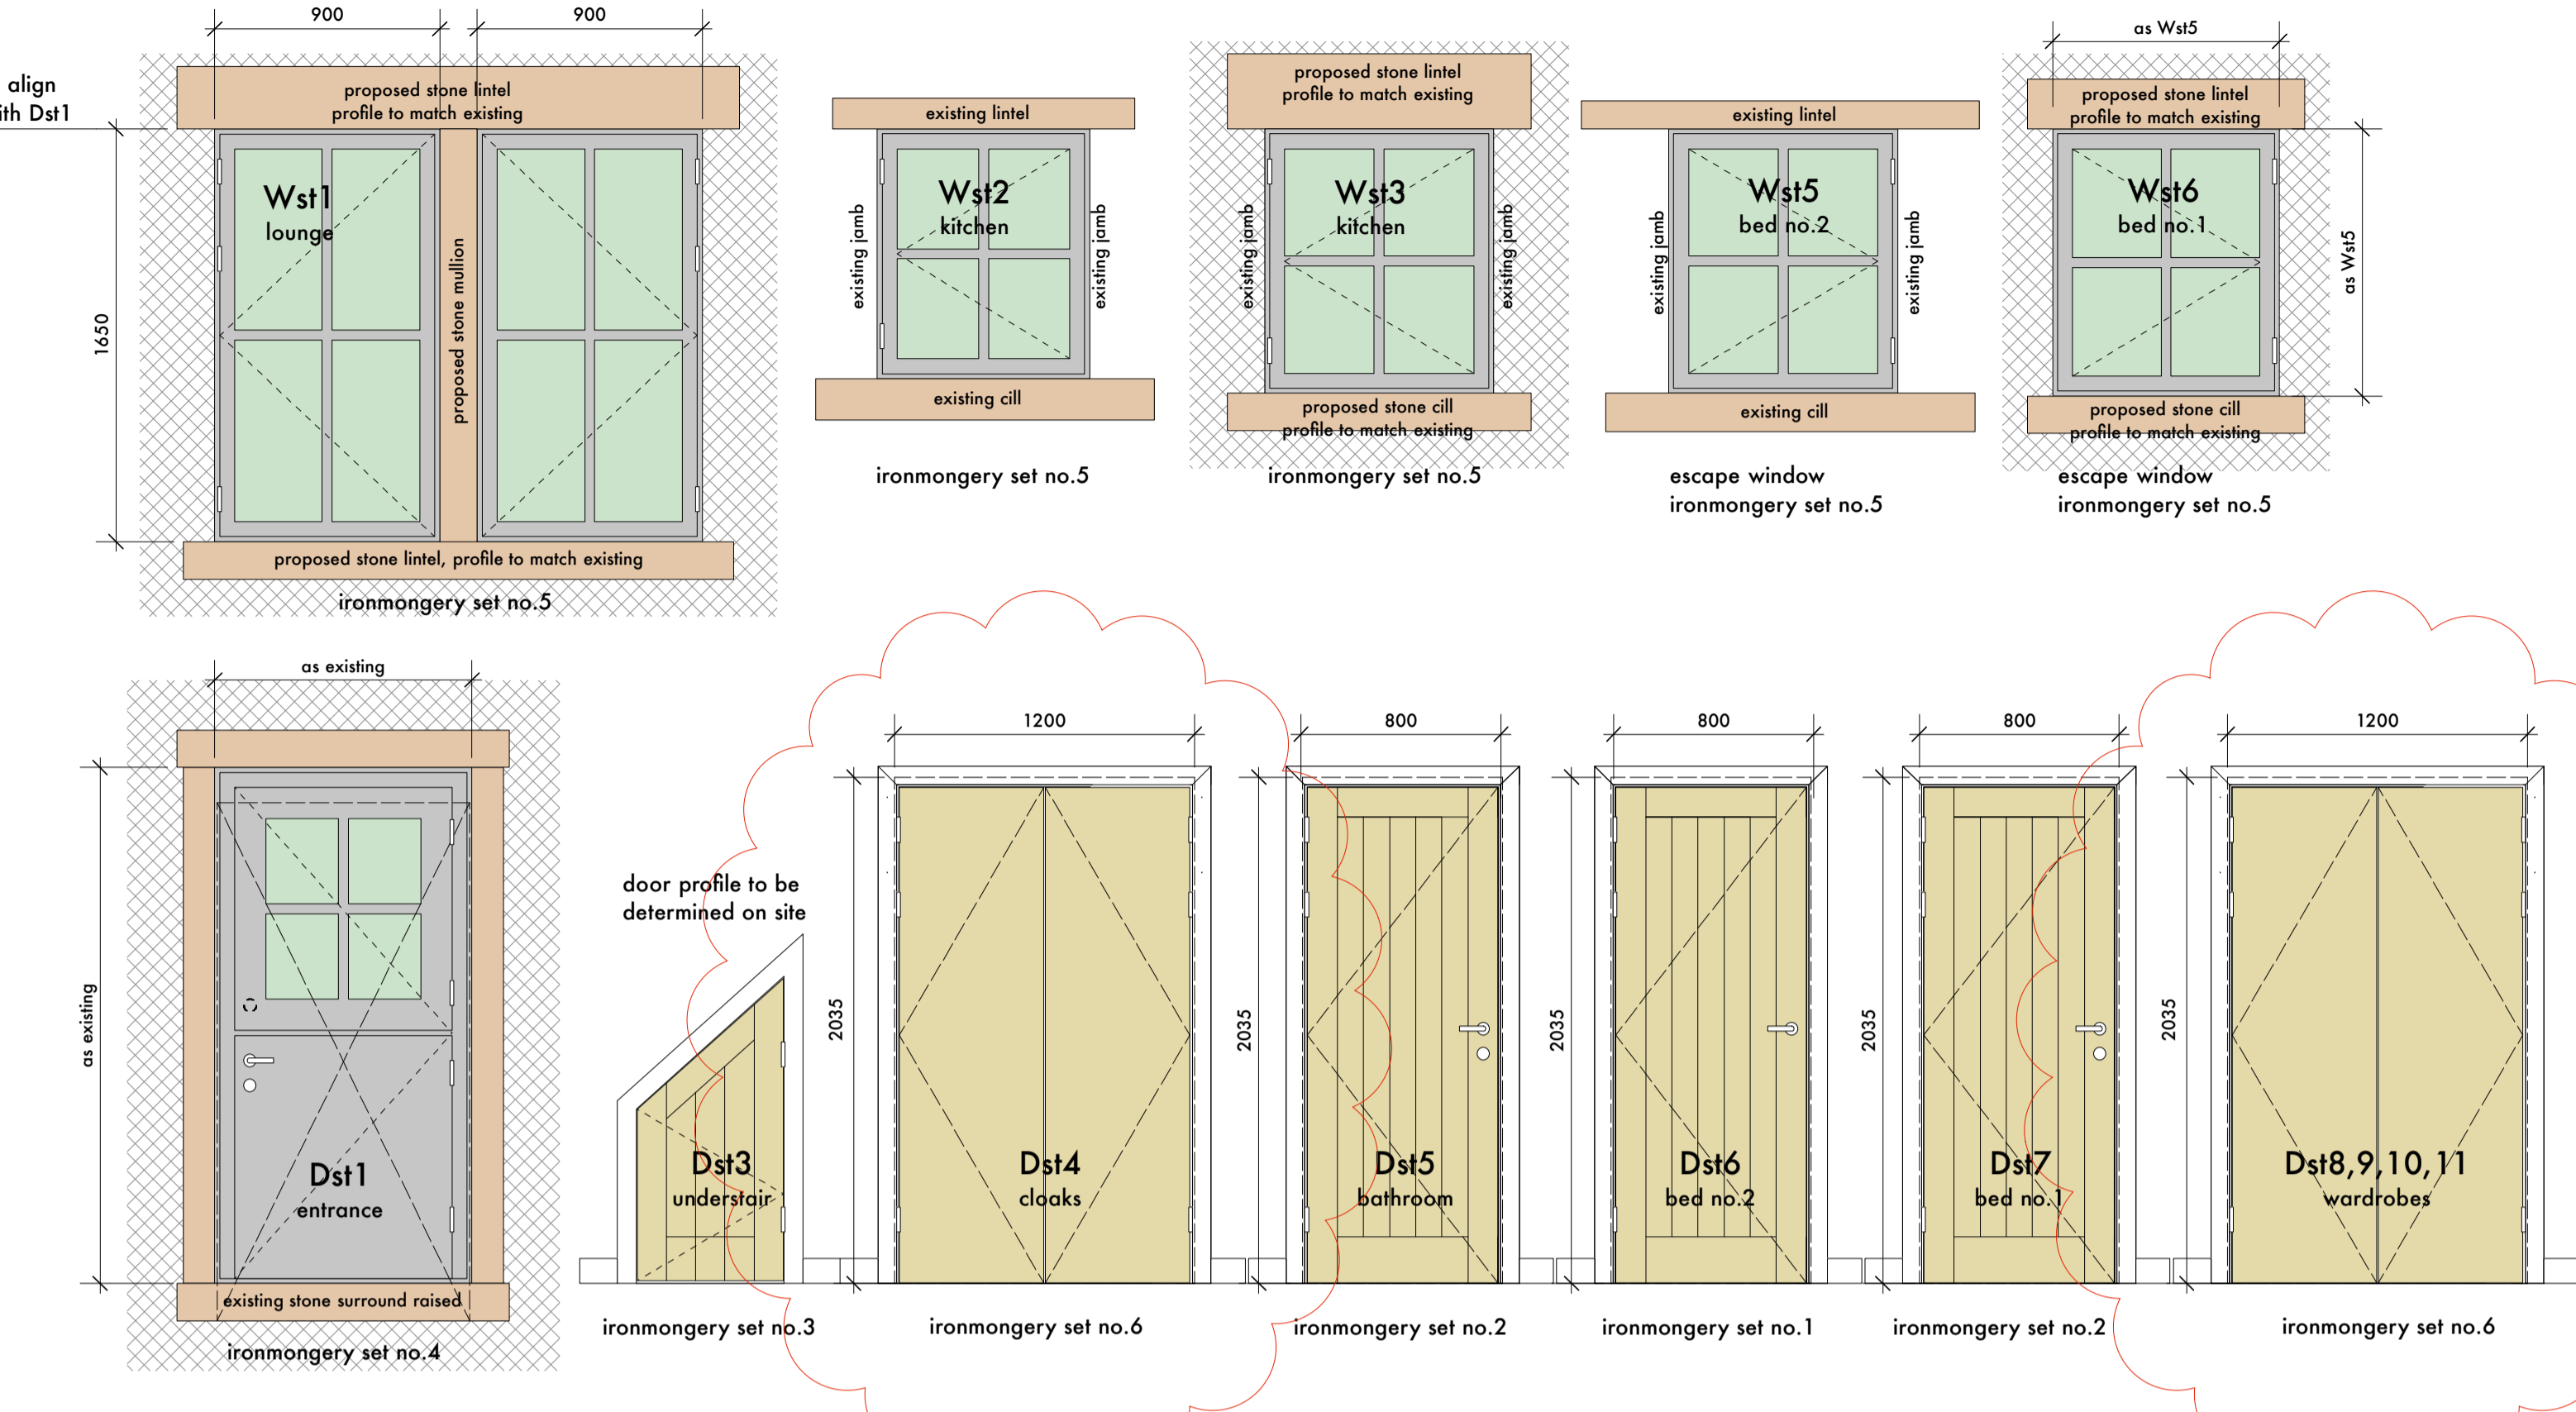 900
900
as Wst5
align
ith Dst1
proposed stone lintel
profile to match existing
existing lintel
proposed stone lintel
profile to match existing
existing lintel
proposed stone lintel
profile to match existing
Wst1
lounge
1650
proposed stone mullion
existing jamb
Wst2
kitchen
existing jamb
existing jamb
Wst3
kitchen
existing jamb
existing jamb
Wst5
bed no.2
existing jamb
Wst6
bed no.1
as Wst5
existing cill
proposed stone cill
profile to match existing
existing cill
proposed stone cill
profile to match existing
ironmongery set no.5
ironmongery set no.5
escape window
ironmongery set no.5
escape window
ironmongery set no.5
proposed stone lintel, profile to match existing
ironmongery set no.5
as existing
1200
800
800
800
1200
door profile to be
determined on site
as existing
2035
2035
2035
2035
2035
Dst1
entrance
Dst3
understair
Dst4
cloaks
Dst5
bathroom
Dst6
bed no.2
Dst7
bed no.1
Dst8,9,10,11
wardrobes
existing stone surround raised
ironmongery set no.4
ironmongery set no.3
ironmongery set no.6
ironmongery set no.2
ironmongery set no.1
ironmongery set no.2
ironmongery set no.6